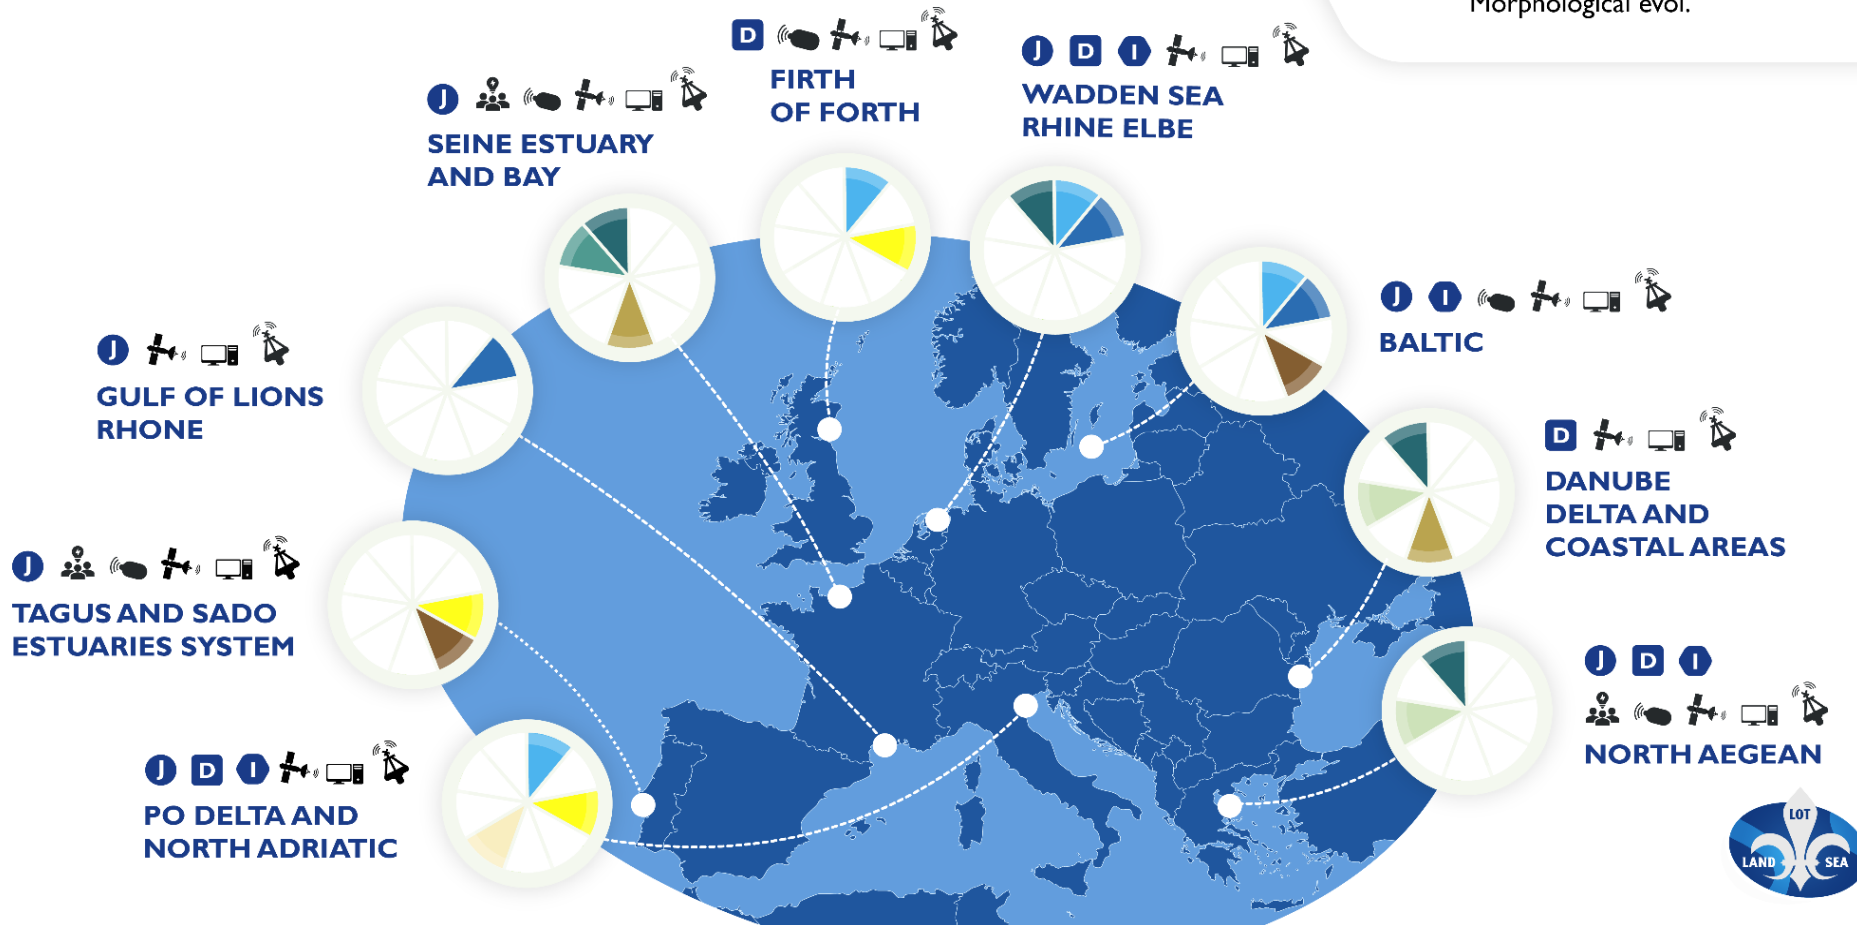 Morphological evol.
D
FIRTH
OF FORTH
J D I
WADDEN SEA
RHINE ELBE
J
SEINE ESTUARY
AND BAY
J I
BALTIC
J
GULF OF LIONS
RHONE
D
DANUBE
DELTA AND
COASTAL AREAS
J
TAGUS AND SADO
ESTUARIES SYSTEM
J D I
NORTH AEGEAN
J D I
PO DELTA AND
NORTH ADRIATIC
LOT
LAND SEA